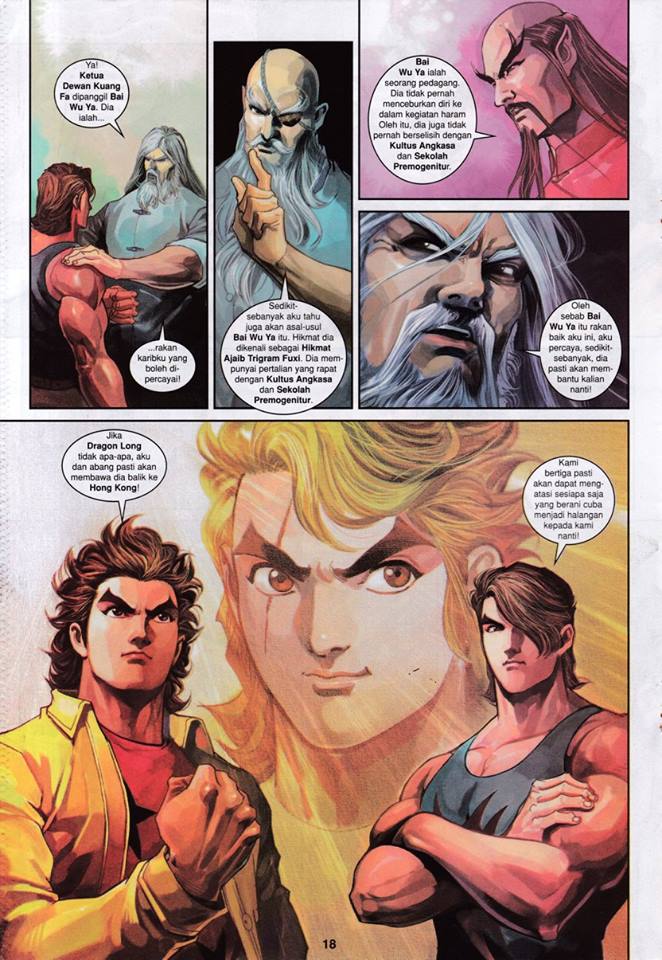 Ya!
Ketua
Dewan Kuang
Fa dipanggil Bai
Wu Ya. Dia
ialah...
...rakan
karibku yang
boleh di-
percayai!
Sedikit-
sebanyak aku tahu
juga akan asal-usul
Bai Wu Ya itu. Hikmat dia
dikenali sebagai Hikmat
Ajaib Trigram Fuxi. Dia mem-
punyai pertalian yang rapat
dengan Kultus Angkasa
dan Sekolah
Premogenitur.
Bai
Wu Ya ialah
seorang pedagang.
Dia tidak pernah
menceburkan diri ke
dalam kegiatan haram
Oleh itu, dia juga tidak
pernah berselisih dengan
Kultus Angkasa
dan Sekolah
Premogenitur.
Oleh
sebab Bai
Wu Ya itu rakan
baik aku ini, aku
percaya, sedikit-
sebanyak, dia
pasti akan mem-
bantu kalian
nanti!
Jika
Dragon Long
tidak apa-apa, aku
dan abang pasti akan
membawa dia balik ke
Hong Kong!
Kami
bertiga pasti
akan dapat meng-
atasi sesiapa saja
yang berani cuba
menjadi halangan
kepada kami
nanti!
18